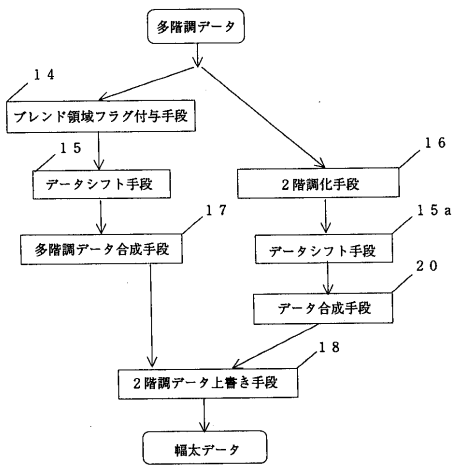 多階調データ
14
ブレンド領域フラグ付与手段
15
データシフト手段
16
2階調化手段
17
多階調データ合成手段
15a
データシフト手段
20
データ合成手段
18
2階調データ上書き手段
幅太データ